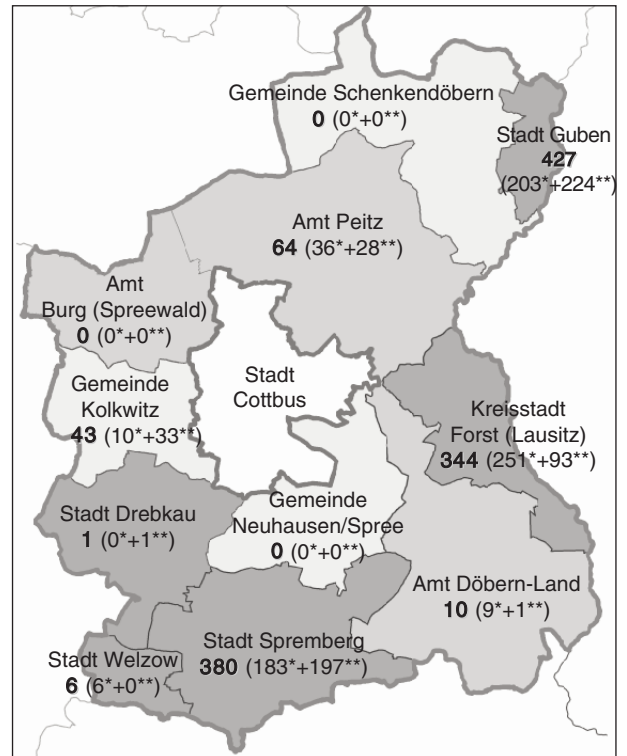 Gemeinde Schenkendöbern
0 (0*+0**)
Stadt Guben
427
(203*+224**)
Amt Peitz
64 (36*+28**)
Amt
Burg (Spreewald)
0 (0*+0**)
Gemeinde
Kolkwitz
43 (10*+33**)
Stadt
Cottbus
Kreisstadt
Forst (Lausitz)
344 (251*+93**)
Stadt Drebkau
1 (0*+1**)
Gemeinde
Neuhausen/Spree
0 (0*+0**)
Amt Döbern-Land
10 (9*+1**)
Stadt Spremberg
380 (183*+197**)
Stadt Welzow
6 (6*+0**)